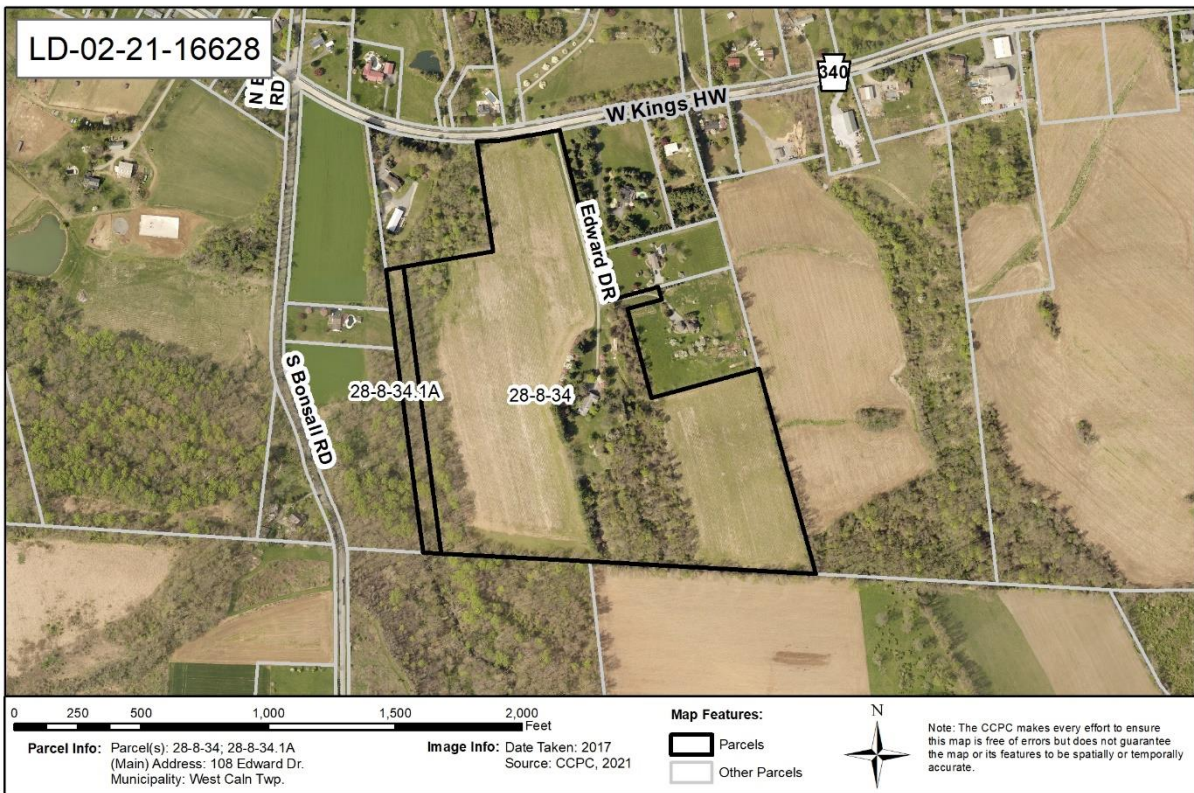 LD-02-21-16628
N B
RD
340
W Kings HW
Edward DR
S Bonsall RD
28-8-34.1A
28-8-34
0 250 500 1,000 1,500 2,000
Feet
Parcel Info: Parcel(s): 28-8-34; 28-8-34.1A
(Main) Address: 108 Edward Dr.
Municipality: West Caln Twp.
Image Info: Date Taken: 2017
Source: CCPC, 2021
Map Features:
Parcels
Other Parcels
N
Note: The CCPC makes every effort to ensure
this map is free of errors but does not guarantee
the map or its features to be spatially or temporally
accurate.